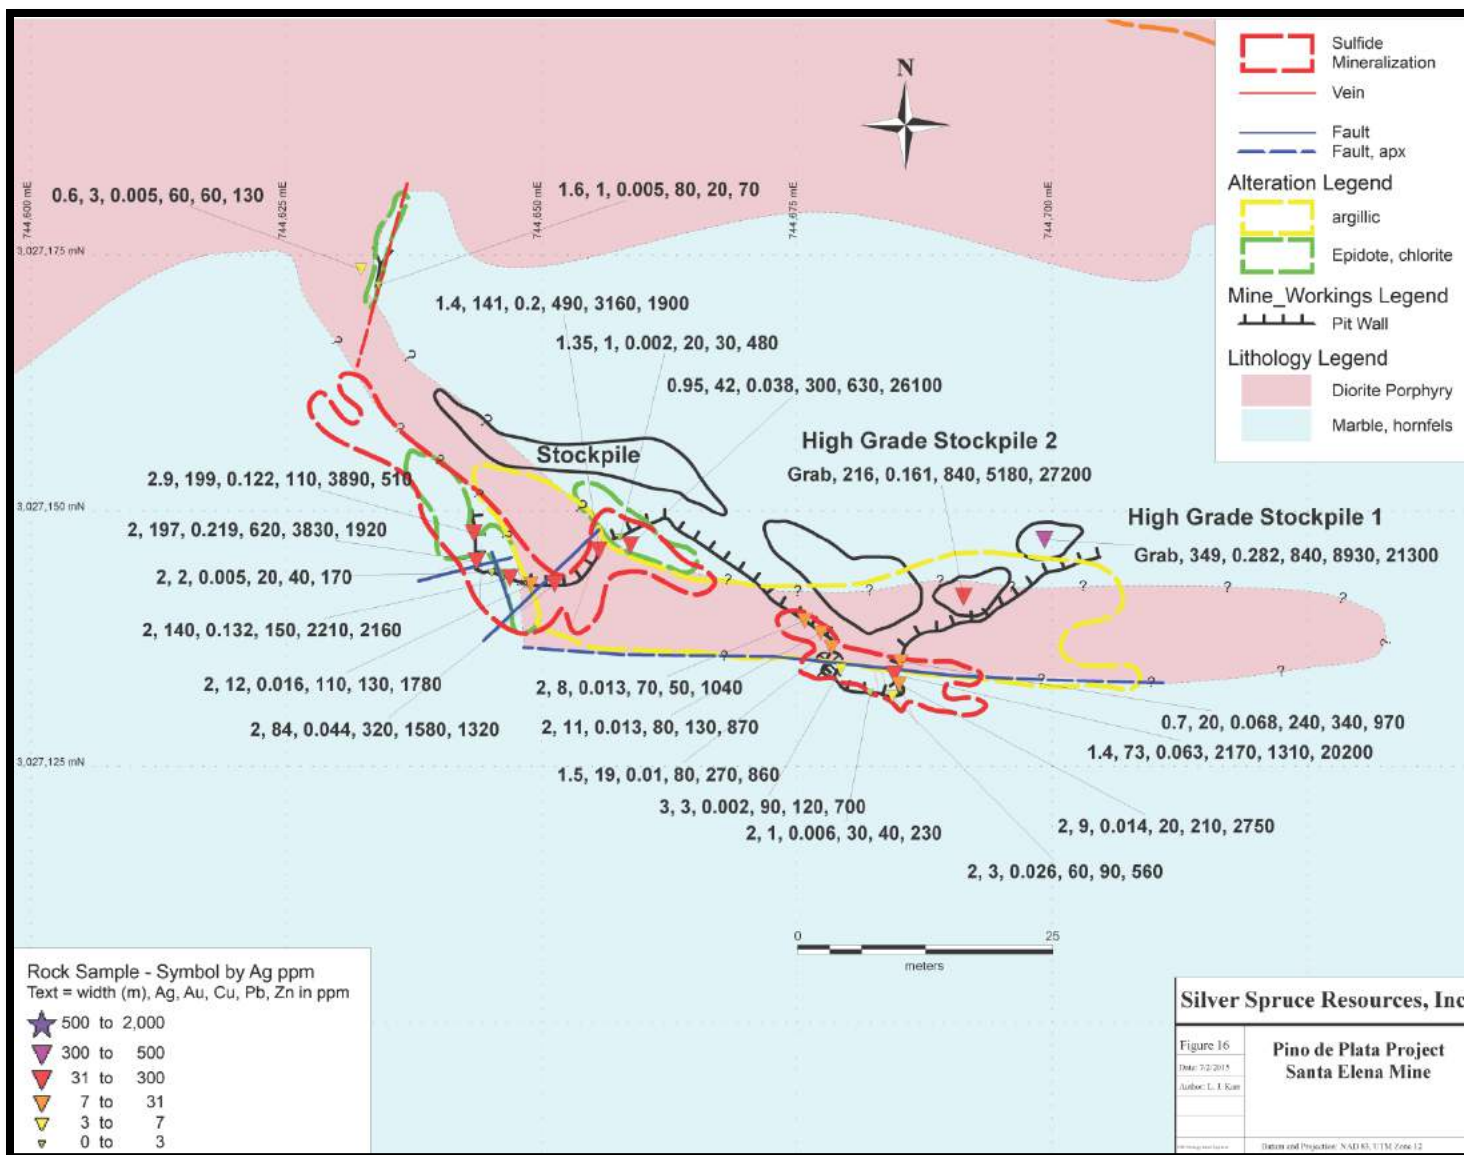 N
Sulfide
Mineralization
Vein
Fault
Fault, apx
Alteration Legend
argillic
Epidote, chlorite
Mine_Workings Legend
Pit Wall
Lithology Legend
Diorite Porphyry
Marble, hornfels
744,600 mE
744,625 mE
744,650 mE
744,675 mE
744,700 mE
0.6, 3, 0.005, 60, 60, 130
1.6, 1, 0.005, 80, 20, 70
3,027,175 mN
1.4, 141, 0.2, 490, 3160, 1900
1.35, 1, 0.002, 20, 30, 480
0.95, 42, 0.038, 300, 630, 26100
High Grade Stockpile 2
Grab, 216, 0.161, 840, 5180, 27200
Stockpile
2.9, 199, 0.122, 110, 3890, 510
3,027,150 mN
High Grade Stockpile 1
Grab, 349, 0.282, 840, 8930, 21300
2, 197, 0.219, 620, 3830, 1920
2, 2, 0.005, 20, 40, 170
2, 140, 0.132, 150, 2210, 2160
2, 12, 0.016, 110, 130, 1780
2, 84, 0.044, 320, 1580, 1320
2, 8, 0.013, 70, 50, 1040
2, 11, 0.013, 80, 130, 870
0.7, 20, 0.068, 240, 340, 970
1.4, 73, 0.063, 2170, 1310, 20200
3,027,125 mN
1.5, 19, 0.01, 80, 270, 860
3, 3, 0.002, 90, 120, 700
2, 1, 0.006, 30, 40, 230
2, 9, 0.014, 20, 210, 2750
2, 3, 0.026, 60, 90, 560
0 25
meters
Rock Sample - Symbol by Ag ppm
Text = width (m), Ag, Au, Cu, Pb, Zn in ppm
500 to 2,000
300 to 500
31 to 300
7 to 31
3 to 7
0 to 3
Silver Spruce Resources, Inc
Figure 16
Date: 7/2/2015
Author: L. J. Karr
Pino de Plata Project
Santa Elena Mine
Datum and Projection: NAD 83, UTM Zone 12